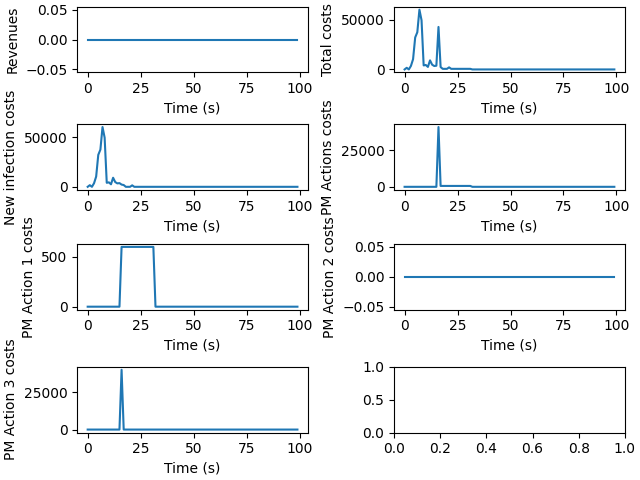 Revenues
0.05
0.00
−0.05
0 25 50 75 100
Time (s)
Total costs
50000
0
0 25 50 75 100
Time (s)
New infection costs
50000
0
0 25 50 75 100
Time (s)
PM Actions costs
25000
0
0 25 50 75 100
Time (s)
PM Action 1 costs
500
0
0 25 50 75 100
Time (s)
PM Action 2 costs
0.05
0.00
−0.05
0 25 50 75 100
Time (s)
PM Action 3 costs
25000
0
0 25 50 75 100
Time (s)
1.0
0.5
0.0
0.0 0.2 0.4 0.6 0.8 1.0